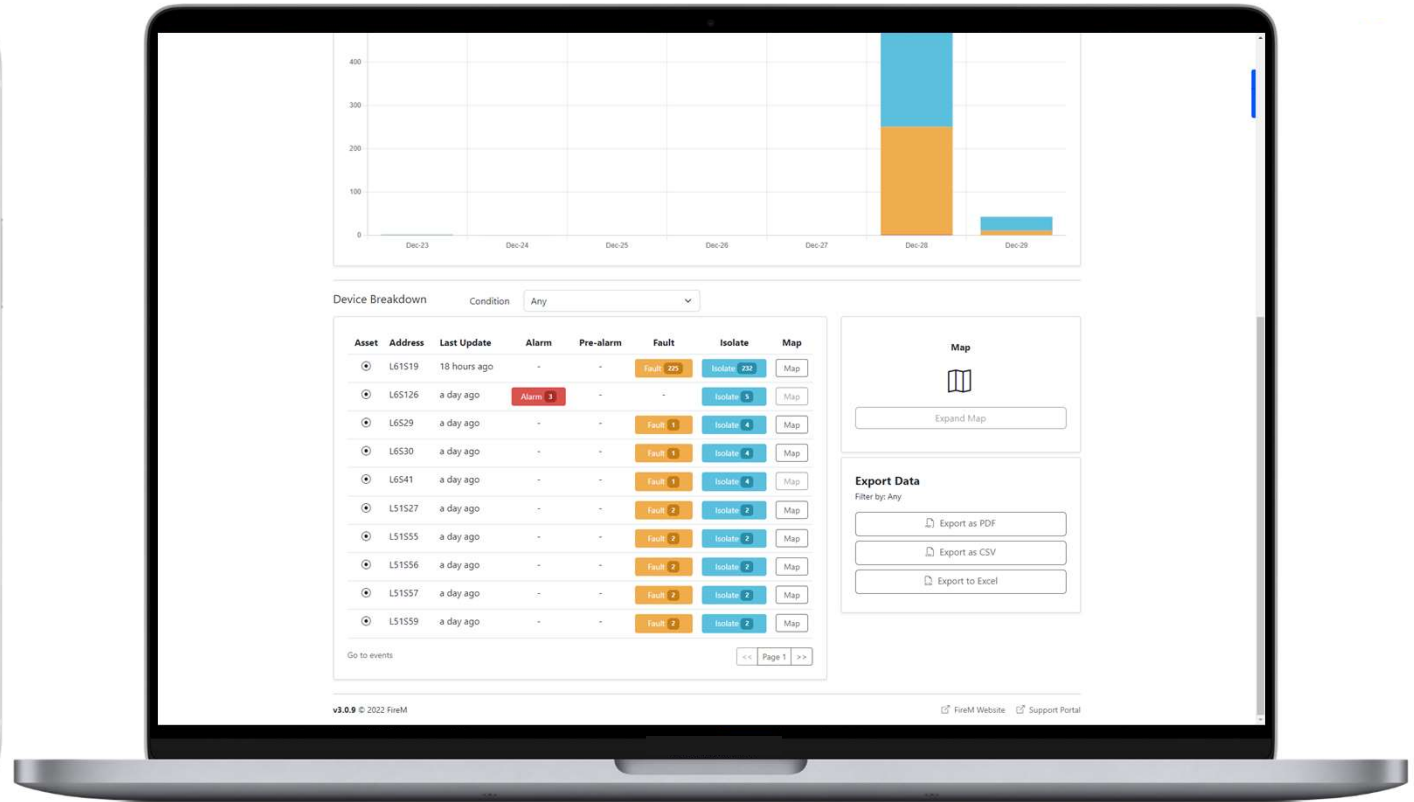 400
300
200
100
0
Dec-23 Dec-24 Dec-25 Dec-26 Dec-27 Dec-28 Dec-29
Device Breakdown Condition Any
Asset Address Last Update Alarm Pre-alarm Fault Isolate Map
L61S19 18 hours ago - - Fault 225 Isolate 232 Map
L6S126 a day ago Alarm 3 - - Isolate 5 Map
L6S29 a day ago - - Fault 1 Isolate 4 Map
L6S30 a day ago - - Fault 1 Isolate 4 Map
L6S41 a day ago - - Fault 1 Isolate 4 Map
L51S27 a day ago - - Fault 2 Isolate 2 Map
L51S55 a day ago - - Fault 2 Isolate 2 Map
L51S56 a day ago - - Fault 2 Isolate 2 Map
L51S57 a day ago - - Fault 2 Isolate 2 Map
L51S59 a day ago - - Fault 2 Isolate 2 Map
Go to events << Page 1 >>
Map
Expand Map
Export Data
Filter by: Any
Export as PDF
Export as CSV
Export to Excel
v3.0.9 © 2022 FireM FireM Website Support Portal